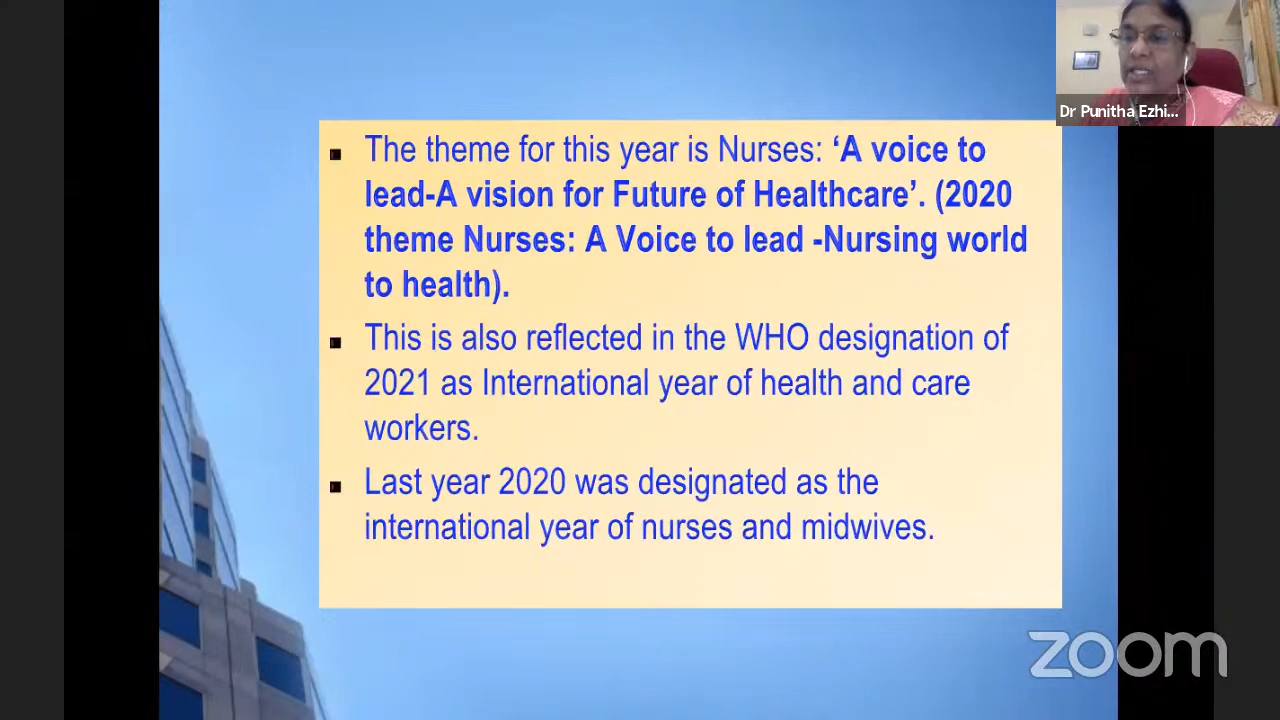 Dr Punitha Ezhi...
▪ The theme for this year is Nurses: ‘A voice to
lead-A vision for Future of Healthcare’. (2020
theme Nurses: A Voice to lead -Nursing world
to health).
▪ This is also reflected in the WHO designation of
2021 as International year of health and care
workers.
▪ Last year 2020 was designated as the
international year of nurses and midwives.
zoom